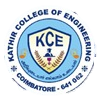 KATHIR COLLEGE OF ENGINEERING
KCE
COIMBATORE - 641 062